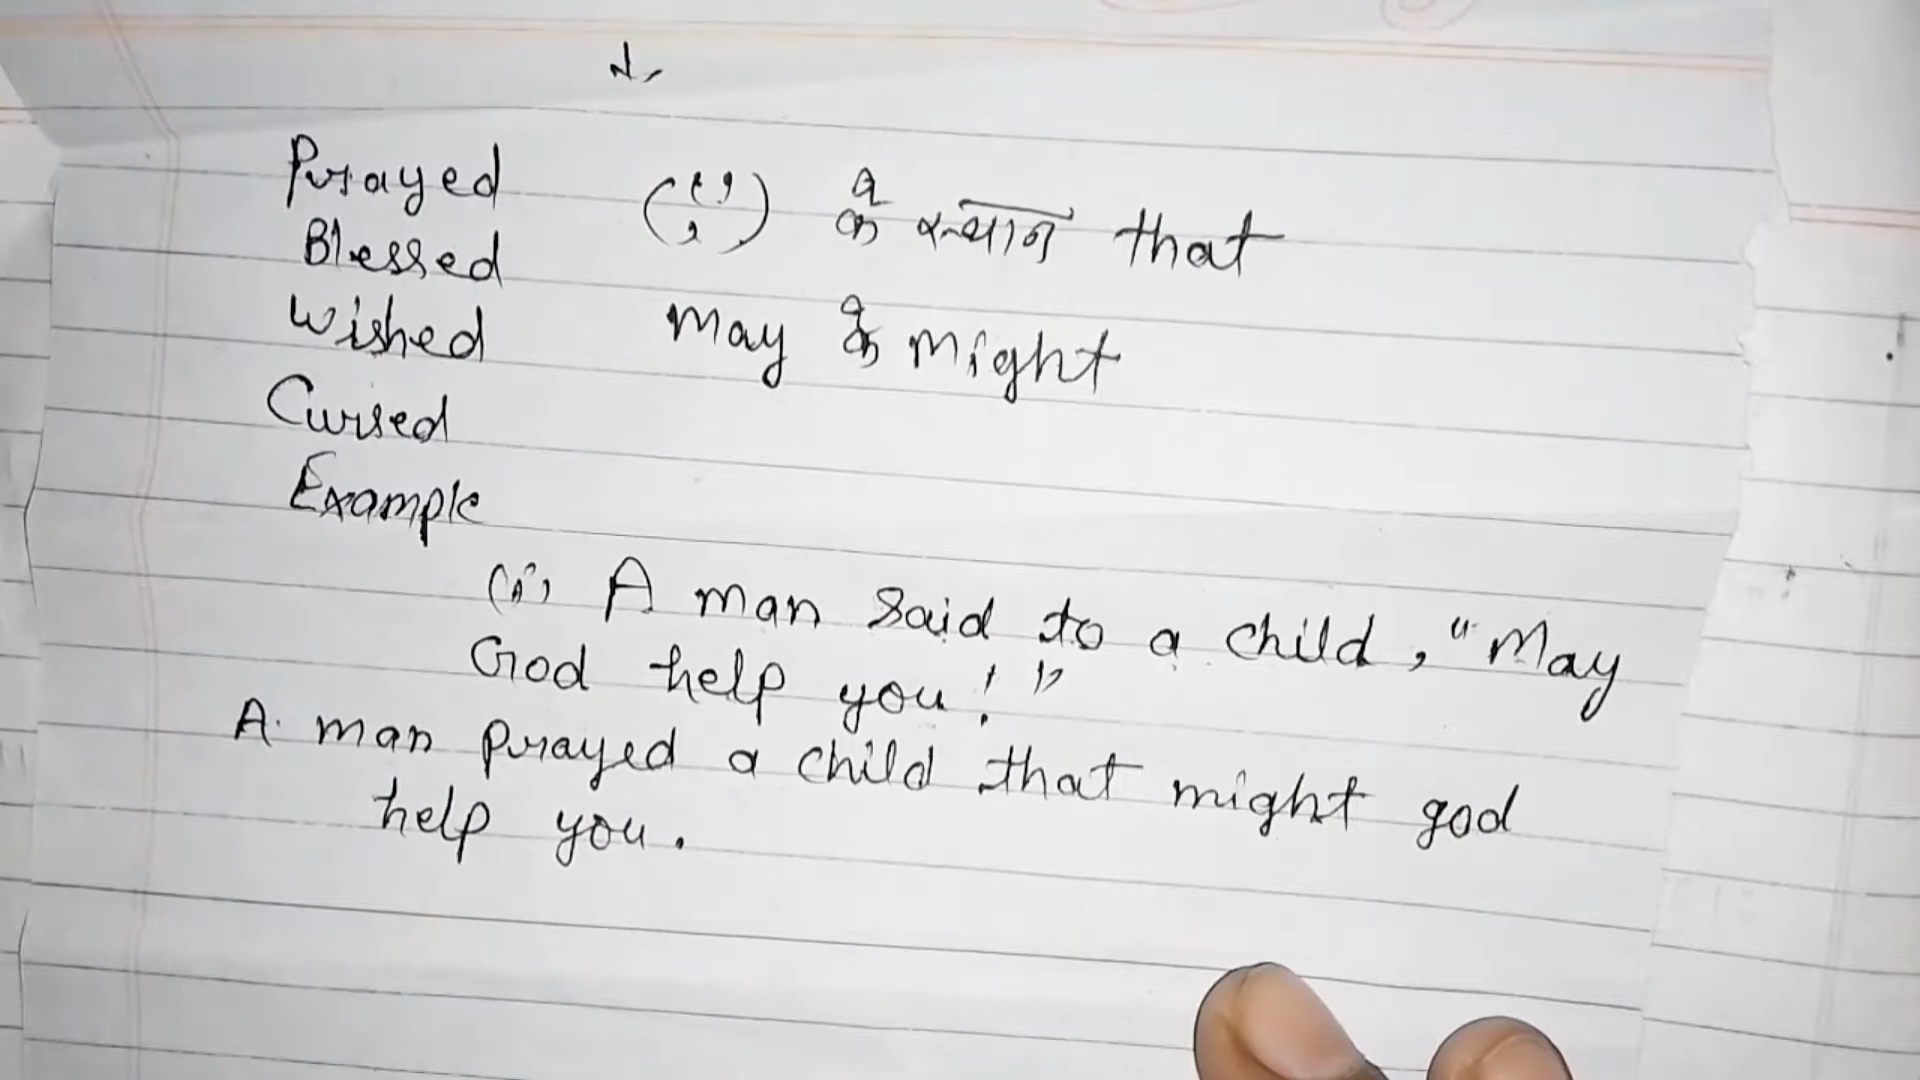 Prayed
Blessed
Wished
Cursed
(" ") के स्थान that
,
May के might
Example
(i) A man said to a child, "May
God help you!"
A man prayed a child that might god
help you.